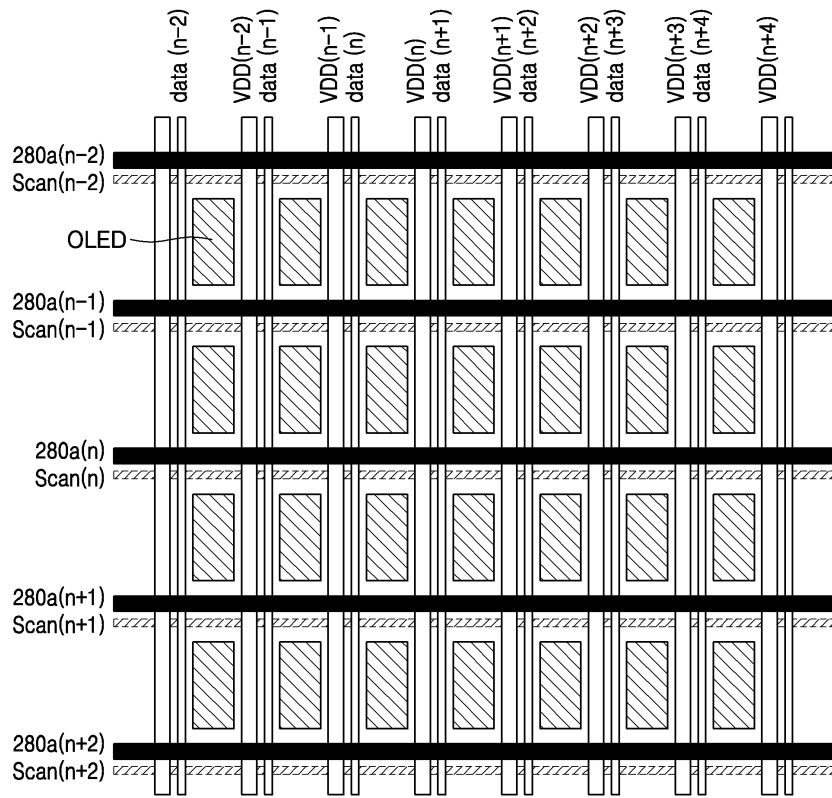 data (n-2)
VDD(n-2)
data (n-1)
VDD(n-1)
data (n)
VDD(n)
data (n+1)
VDD(n+1)
data (n+2)
VDD(n+2)
data (n+3)
VDD(n+3)
data (n+4)
VDD(n+4)
280a(n-2)
Scan(n-2)
OLED
280a(n-1)
Scan(n-1)
280a(n)
Scan(n)
280a(n+1)
Scan(n+1)
280a(n+2)
Scan(n+2)